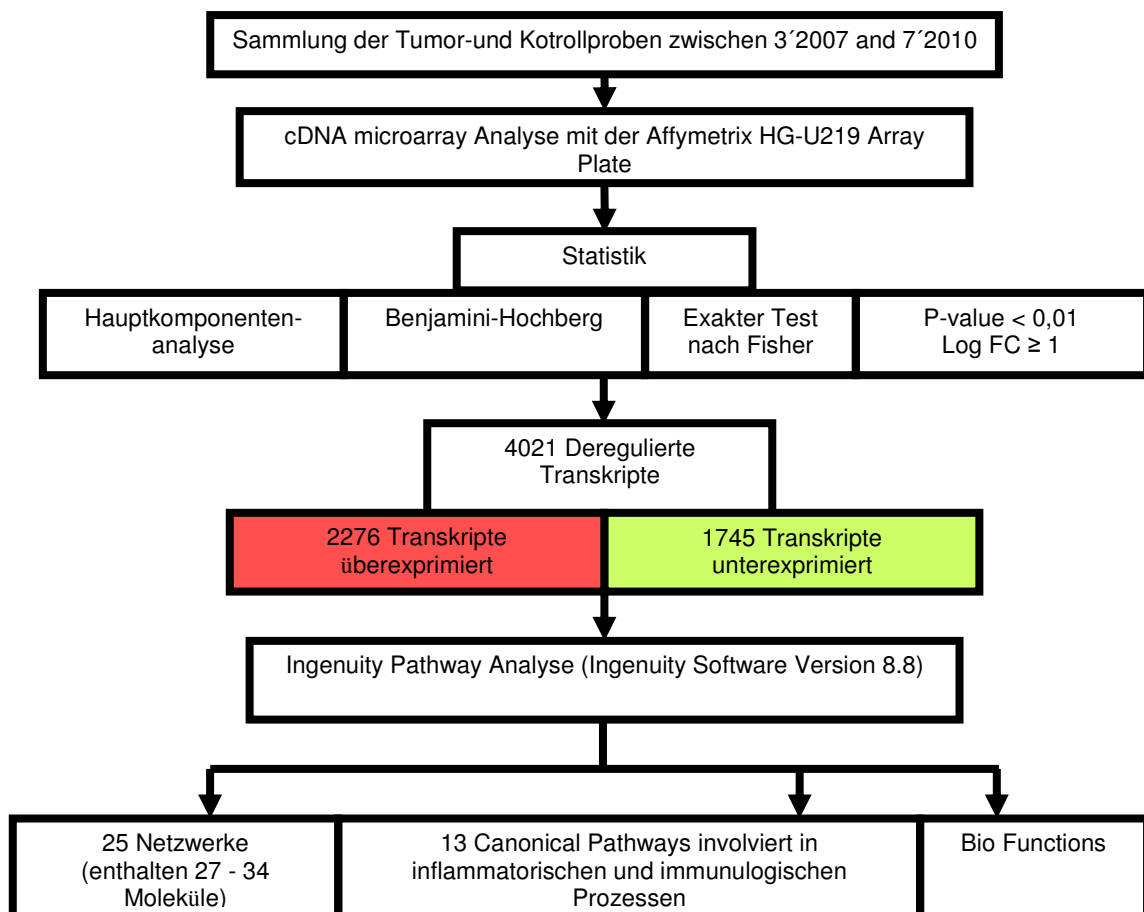 Sammlung der Tumor-und Kotrollproben zwischen 3´2007 and 7´2010
cDNA microarray Analyse mit der Affymetrix HG-U219 Array
Plate
Statistik
Hauptkomponenten-
analyse
Benjamini-Hochberg
Exakter Test
nach Fisher
P-value < 0,01
Log FC ≥ 1
4021 Deregulierte
Transkripte
2276 Transkripte
überexprimiert
1745 Transkripte
unterexprimiert
Ingenuity Pathway Analyse (Ingenuity Software Version 8.8)
25 Netzwerke
(enthalten 27 - 34
Moleküle)
13 Canonical Pathways involviert in
inflammatorischen und immunulogischen
Prozessen
Bio Functions